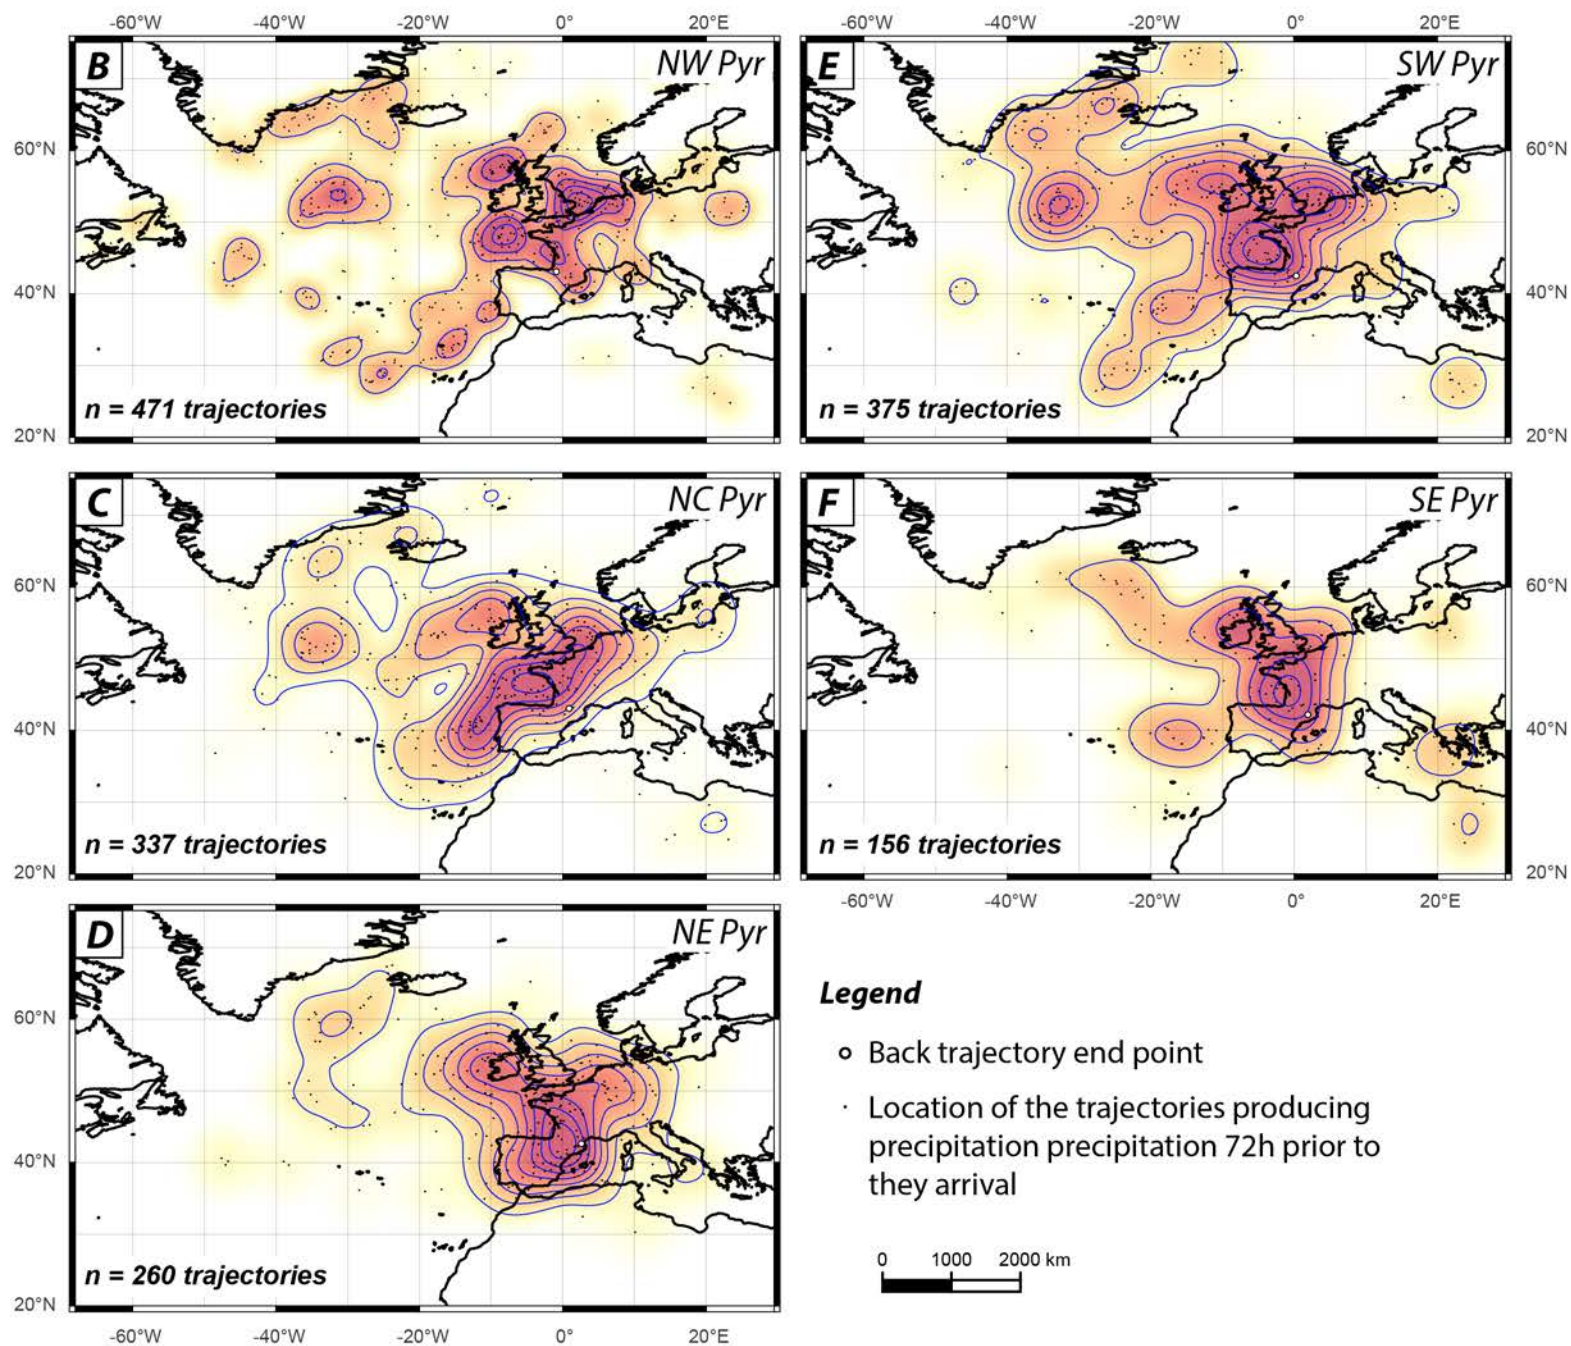 -60°W -40°W -20°W 0° 20°E
-60°W -40°W -20°W 0° 20°E
B NW Pyr
E SW Pyr
60°N
60°N
40°N
40°N
n = 471 trajectories
n = 375 trajectories
20°N
20°N
C NC Pyr
F SE Pyr
60°N
60°N
40°N
40°N
n = 337 trajectories
n = 156 trajectories
20°N
20°N
-60°W -40°W -20°W 0° 20°E
D NE Pyr
60°N
40°N
n = 260 trajectories
20°N
-60°W -40°W -20°W 0° 20°E
Legend
Back trajectory end point
Location of the trajectories producing
precipitation precipitation 72h prior to
they arrival
0 1000 2000 km